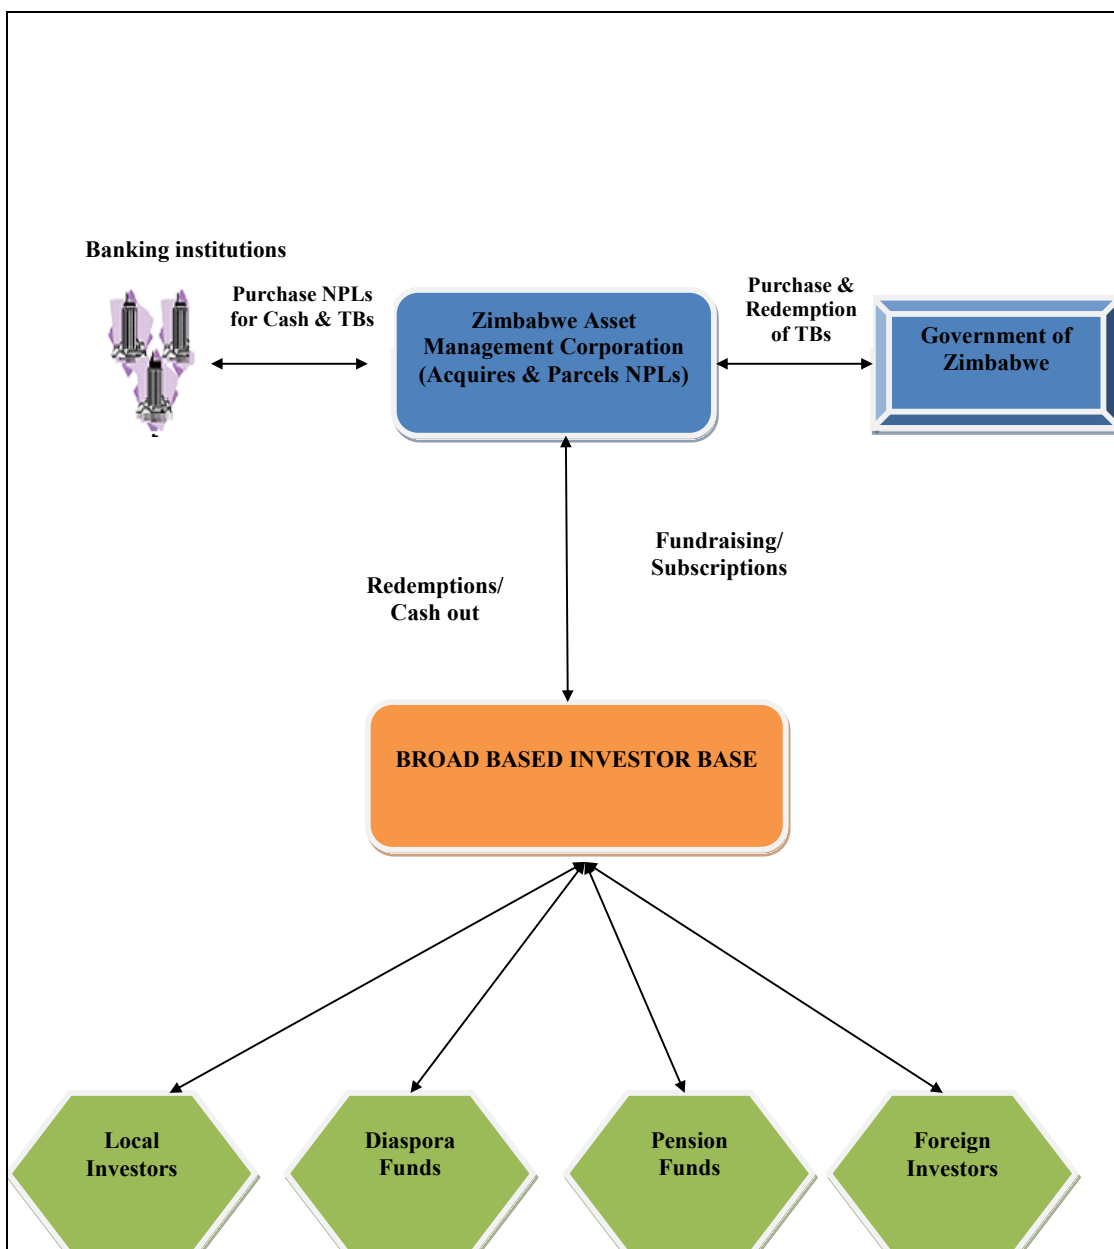 Banking institutions
Purchase NPLs
for Cash & TBs
Zimbabwe Asset
Management Corporation
(Acquires & Parcels NPLs)
Purchase &
Redemption
of TBs
Government of
Zimbabwe
Fundraising/
Subscriptions
Redemptions/
Cash out
BROAD BASED INVESTOR BASE
Local
Investors
Diaspora
Funds
Pension
Funds
Foreign
Investors